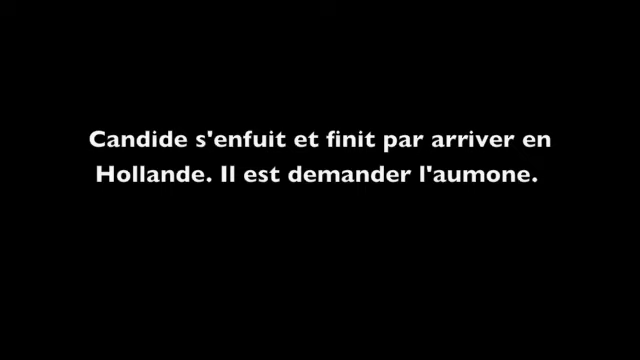 Candide s'enfuit et finit par arriver en
Hollande. Il est demander l'aumone.